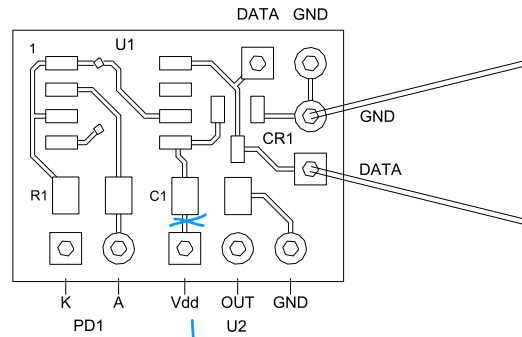 DATA GND
1 U1
GND
CR1
DATA
R1 C1
K A Vdd OUT GND
PD1 U2